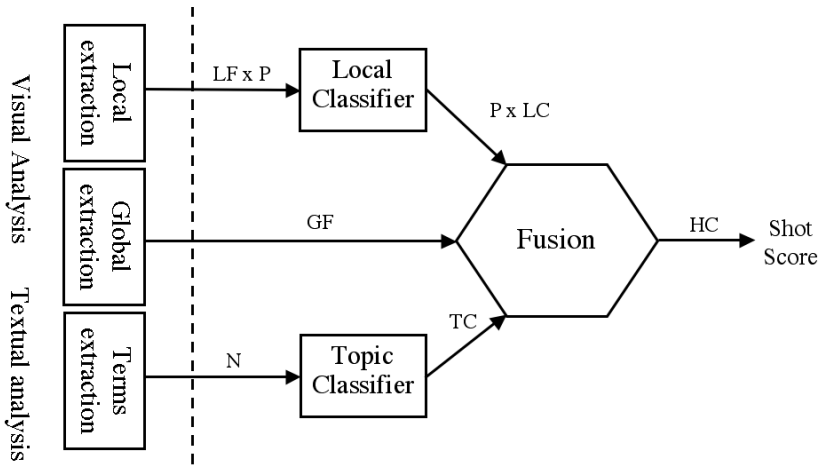 Visual Analysis
Textual analysis
Local
extraction
Global
extraction
Terms
extraction
LF x P
GF
N
Local
Classifier
Topic
Classifier
P x LC
TC
Fusion
HC
Shot
Score